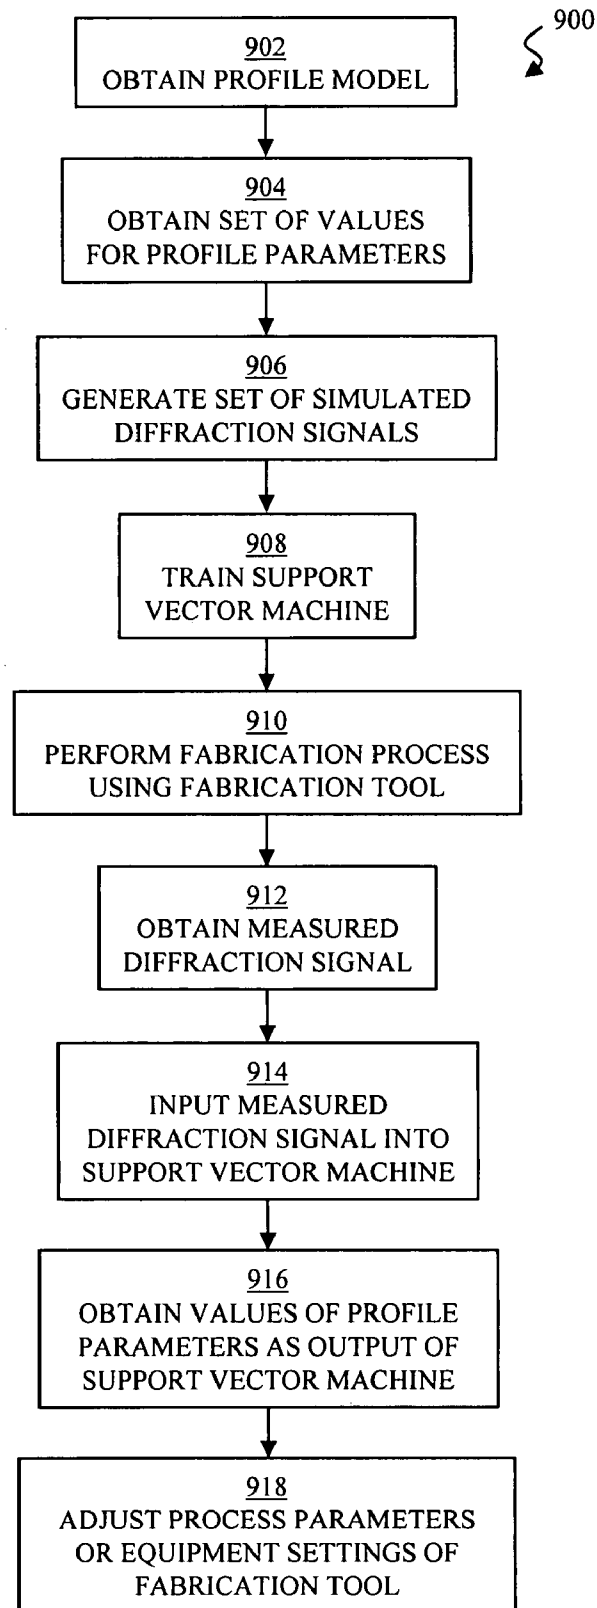 900
902
OBTAIN PROFILE MODEL
904
OBTAIN SET OF VALUES
FOR PROFILE PARAMETERS
906
GENERATE SET OF SIMULATED
DIFFRACTION SIGNALS
908
TRAIN SUPPORT
VECTOR MACHINE
910
PERFORM FABRICATION PROCESS
USING FABRICATION TOOL
912
OBTAIN MEASURED
DIFFRACTION SIGNAL
914
INPUT MEASURED
DIFFRACTION SIGNAL INTO
SUPPORT VECTOR MACHINE
916
OBTAIN VALUES OF PROFILE
PARAMETERS AS OUTPUT OF
SUPPORT VECTOR MACHINE
918
ADJUST PROCESS PARAMETERS
OR EQUIPMENT SETTINGS OF
FABRICATION TOOL